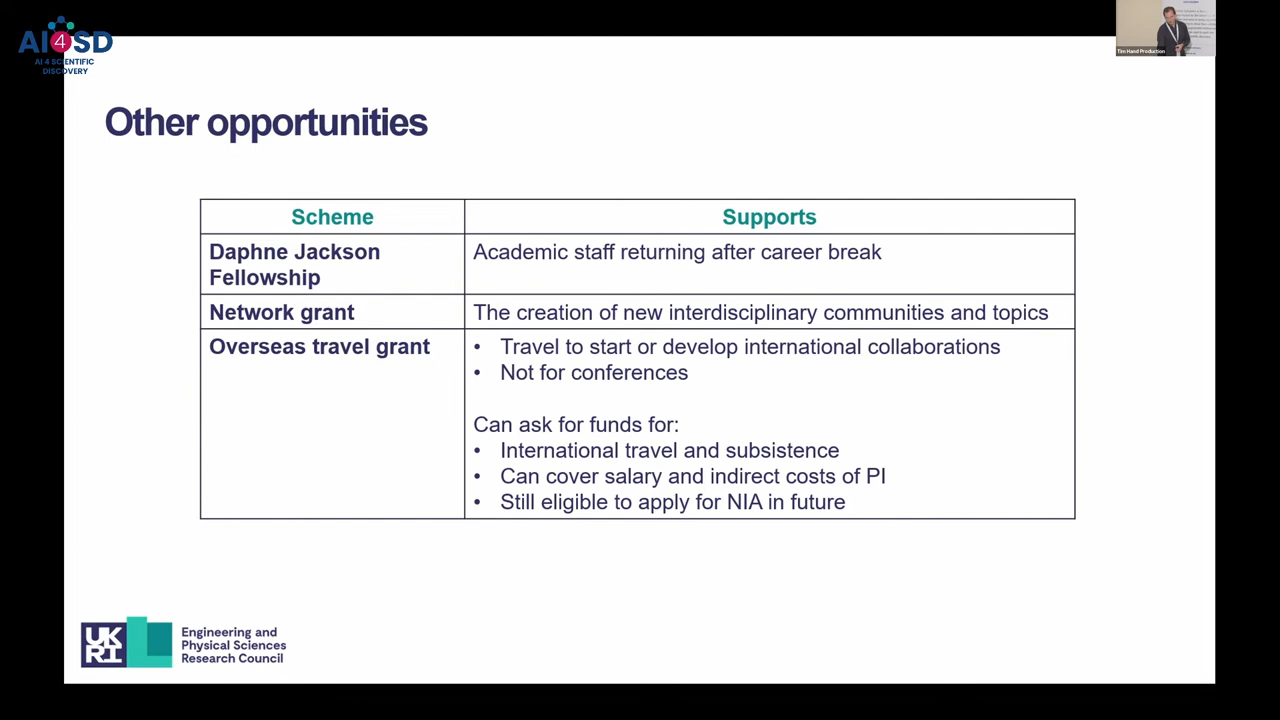 AI4SD
AI 4 SCIENTIFIC
DISCOVERY
Tim Hand Production
Other opportunities
Scheme
Supports
Daphne Jackson
Fellowship
Academic staff returning after career break
Network grant
The creation of new interdisciplinary communities and topics
Overseas travel grant
• Travel to start or develop international collaborations
• Not for conferences
Can ask for funds for:
• International travel and subsistence
• Can cover salary and indirect costs of PI
• Still eligible to apply for NIA in future
UK
RI
Engineering and
Physical Sciences
Research Council